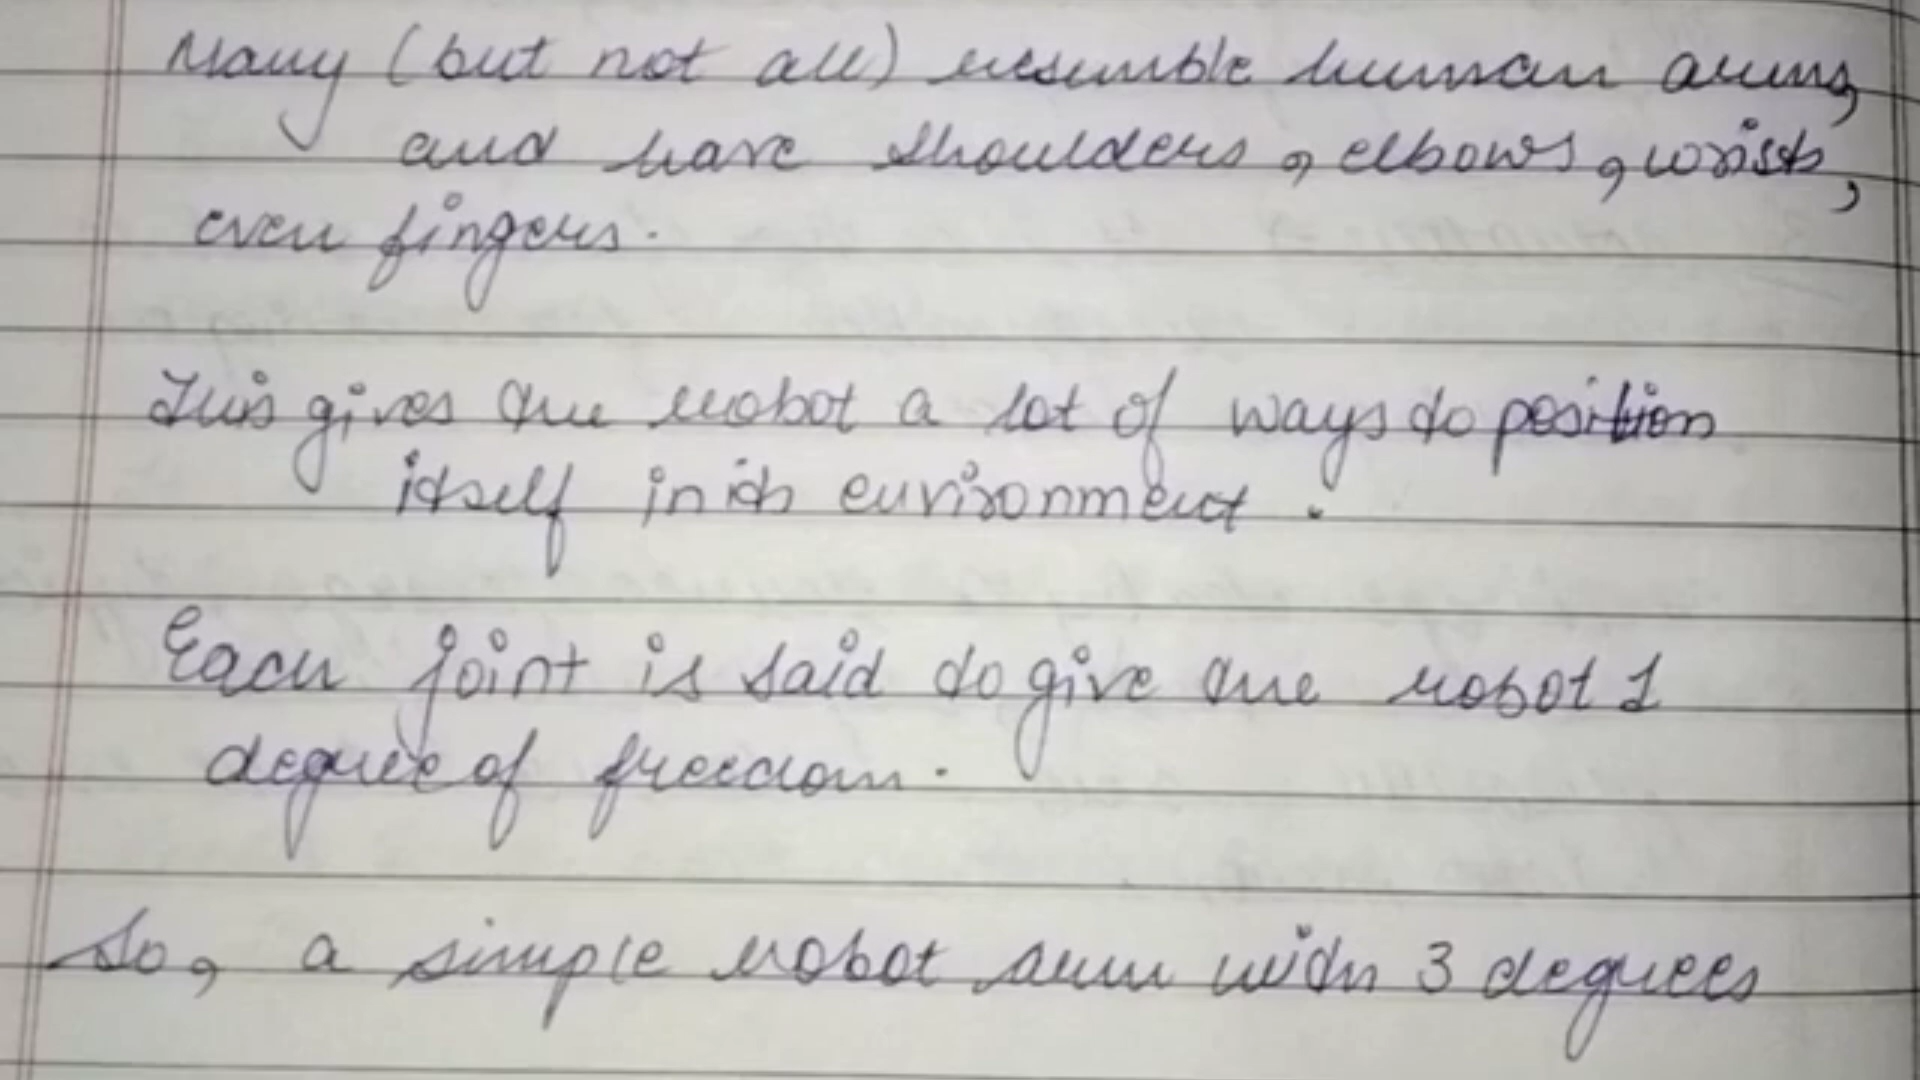 Many (but not all) resemble human arms,
and have shoulders, elbows, wrists,
even fingers.
This gives the robot a lot of ways to position
itself in its environment.
Each joint is said to give the robot 1
degree of freedom.
So, a simple robot arm with 3 degrees